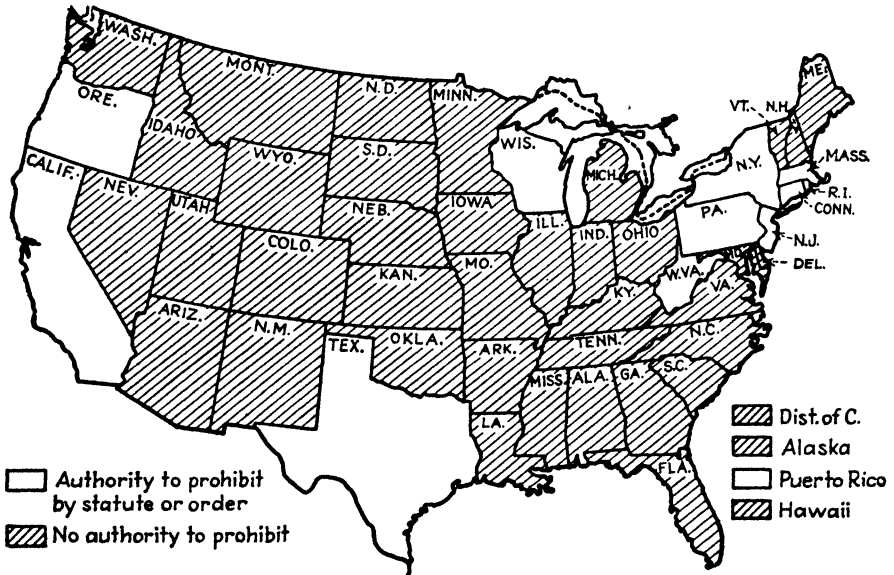 WASH.
ORE.
CALIF.
IDAHO
NEV.
MONT.
WYO.
UTAH
COLO.
ARIZ.
N.M.
N.D.
S.D.
NEB.
KAN.
OKLA.
TEX.
MINN.
IOWA
MO.
ARK.
LA.
WIS.
ILL.
MICH.
IND.
OHIO
KY.
TENN.
MISS.
ALA.
GA.
FLA.
S.C.
N.C.
VA.
W.VA.
PA.
N.Y.
VT.
N.H.
ME.
MASS.
R.I.
CONN.
N.J.
DEL.
MD.
Authority to prohibit
by statute or order
No authority to prohibit
Dist. of C.
Alaska
Puerto Rico
Hawaii